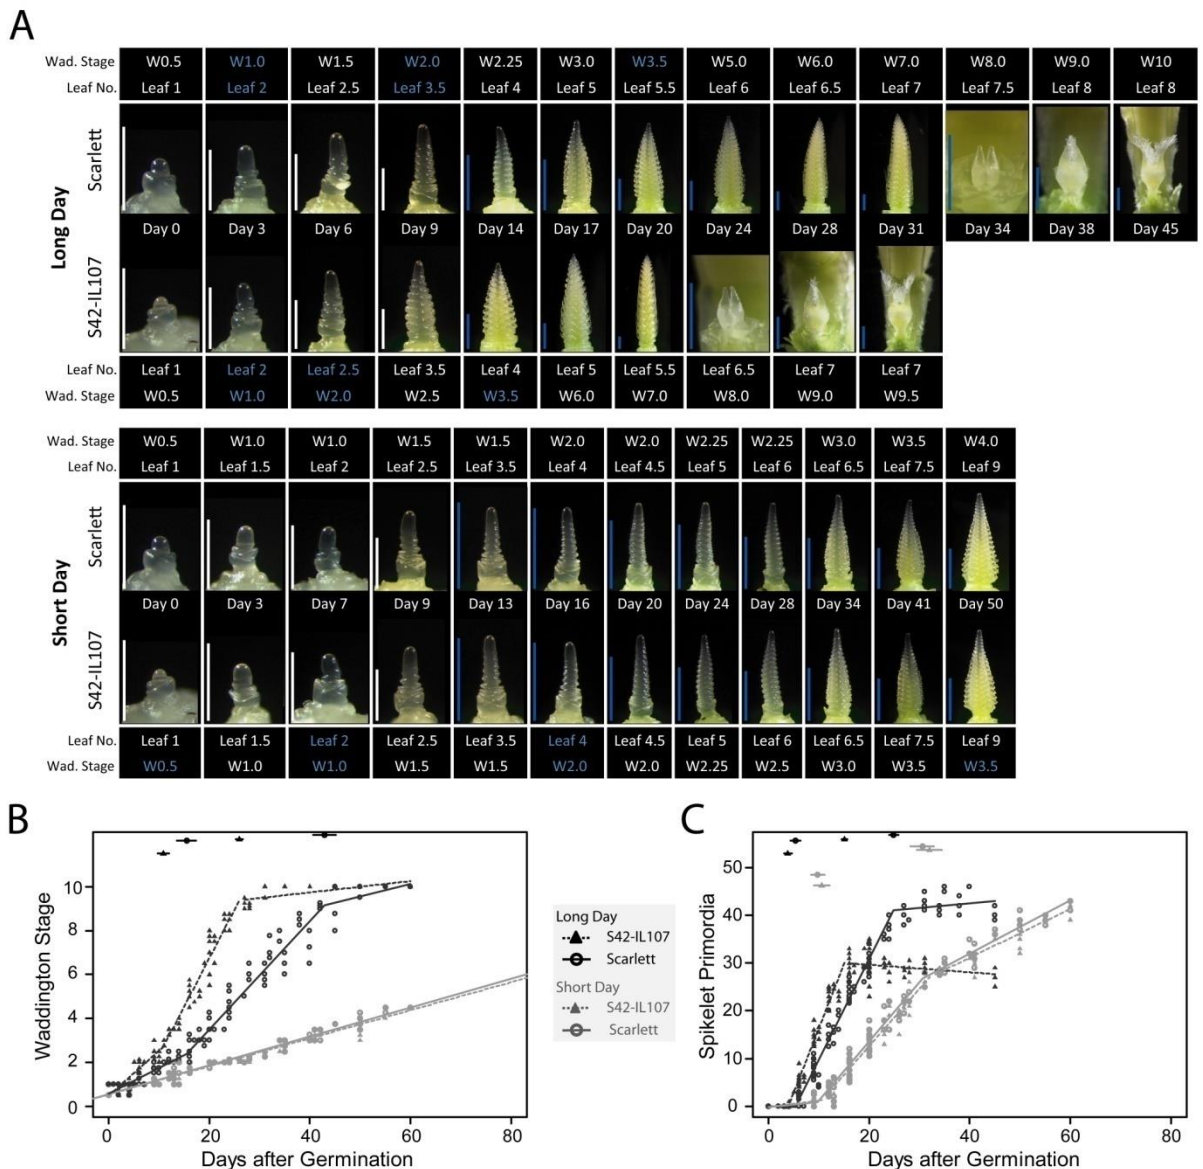 A
Wad. Stage W0.5 W1.0 W1.5 W2.0 W2.25 W3.0 W3.5 W5.0 W6.0 W7.0 W8.0 W9.0 W10
Leaf No. Leaf 1 Leaf 2 Leaf 2.5 Leaf 3.5 Leaf 4 Leaf 5 Leaf 5.5 Leaf 6 Leaf 6.5 Leaf 7 Leaf 7.5 Leaf 8 Leaf 8
Long Day
Scarlett
Day 0 Day 3 Day 6 Day 9 Day 14 Day 17 Day 20 Day 24 Day 28 Day 31 Day 34 Day 38 Day 45
S42-IL107
Leaf No. Leaf 1 Leaf 2 Leaf 2.5 Leaf 3.5 Leaf 4 Leaf 5 Leaf 5.5 Leaf 6.5 Leaf 7 Leaf 7
Wad. Stage W0.5 W1.0 W2.0 W2.5 W3.5 W6.0 W7.0 W8.0 W9.0 W9.5
Wad. Stage W0.5 W1.0 W1.0 W1.5 W1.5 W2.0 W2.0 W2.25 W2.25 W3.0 W3.5 W4.0
Leaf No. Leaf 1 Leaf 1.5 Leaf 2 Leaf 2.5 Leaf 3.5 Leaf 4 Leaf 4.5 Leaf 5 Leaf 6 Leaf 6.5 Leaf 7.5 Leaf 9
Short Day
Scarlett
Day 0 Day 3 Day 7 Day 9 Day 13 Day 16 Day 20 Day 24 Day 28 Day 34 Day 41 Day 50
S42-IL107
Leaf No. Leaf 1 Leaf 1.5 Leaf 2 Leaf 2.5 Leaf 3.5 Leaf 4 Leaf 4.5 Leaf 5 Leaf 6 Leaf 6.5 Leaf 7.5 Leaf 9
Wad. Stage W0.5 W1.0 W1.0 W1.5 W1.5 W2.0 W2.0 W2.25 W2.5 W3.0 W3.5 W3.5
B
Waddington Stage
10
8
6
4
2
0
0 20 40 60 80
Days after Germination
Long Day
S42-IL107
Scarlett
Short Day
S42-IL107
Scarlett
C
Spikelet Primordia
50
40
30
20
10
0
0 20 40 60 80
Days after Germination